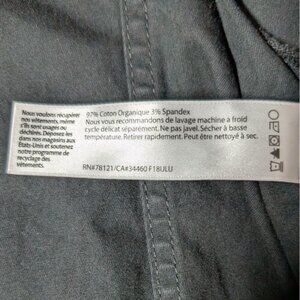 Nous voulons récupérer
nos vêtements, même
s'ils sont usagés ou
déchirés. Déposez-les
dans nos magasins aux
États-Unis et soutenez
notre programme de
recyclage des
vêtements.
97% Coton Organique 3% Spandex
Nous vous recommandons de lavage machine a froid
cycle délicat séparément. Ne pas javel. Sécher à basse
température. Retirer rapidement. Peut être nettoyé à sec.
RN#78121/CA#34460 F18ULU